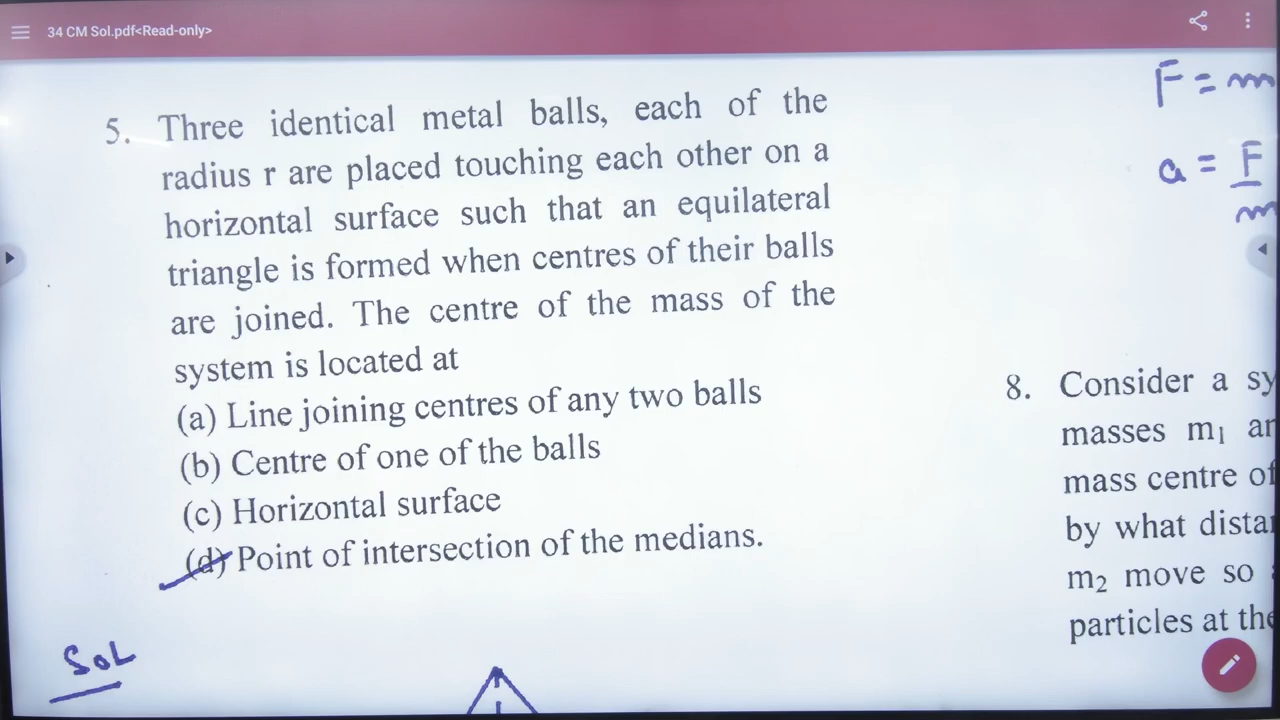 34 CM Sol.pdf<Read-only>
5. Three identical metal balls, each of the
radius r are placed touching each other on a
horizontal surface such that an equilateral
triangle is formed when centres of their balls
are joined. The centre of the mass of the
system is located at
(a) Line joining centres of any two balls
(b) Centre of one of the balls
(c) Horizontal surface
(d) Point of intersection of the medians.
Sol
F = m
a = F
m
8. Consider a sy
masses m₁ an
mass centre of
by what distan
m₂ move so
particles at the